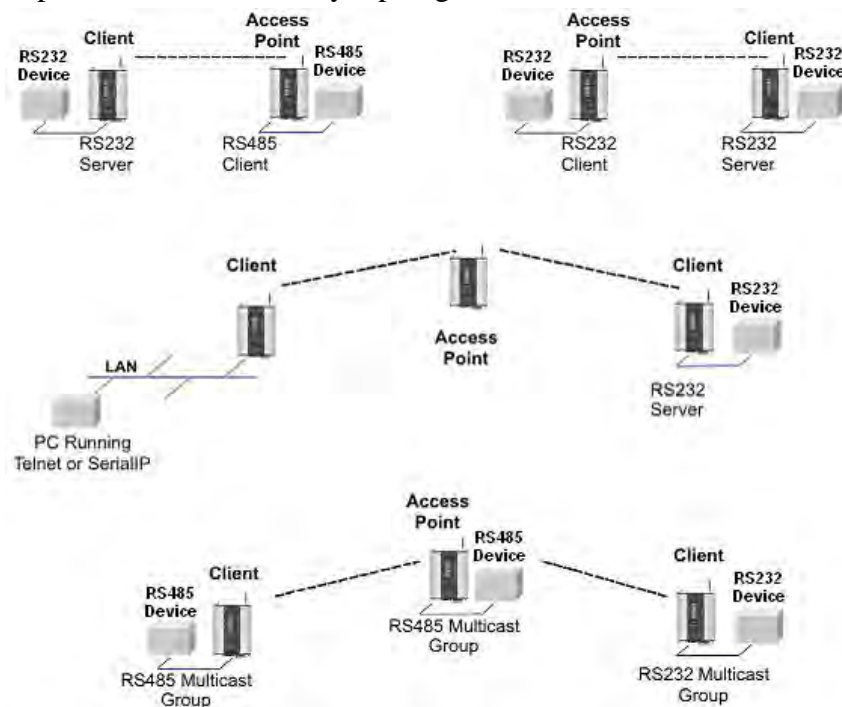 Client
Access
Point
RS232
Device
RS485
Device
RS232
Server
RS485
Client
Access
Point
Client
RS232
Device
RS232
Device
RS232
Client
RS232
Server
Client
Access
Point
Client
RS232
Device
LAN
RS232
Server
PC Running
Telnet or SerialIP
Access
Point
RS485
Device
Client
RS485
Device
Client
RS232
Device
RS485 Multicast
Group
RS485 Multicast
Group
RS232 Multicast
Group